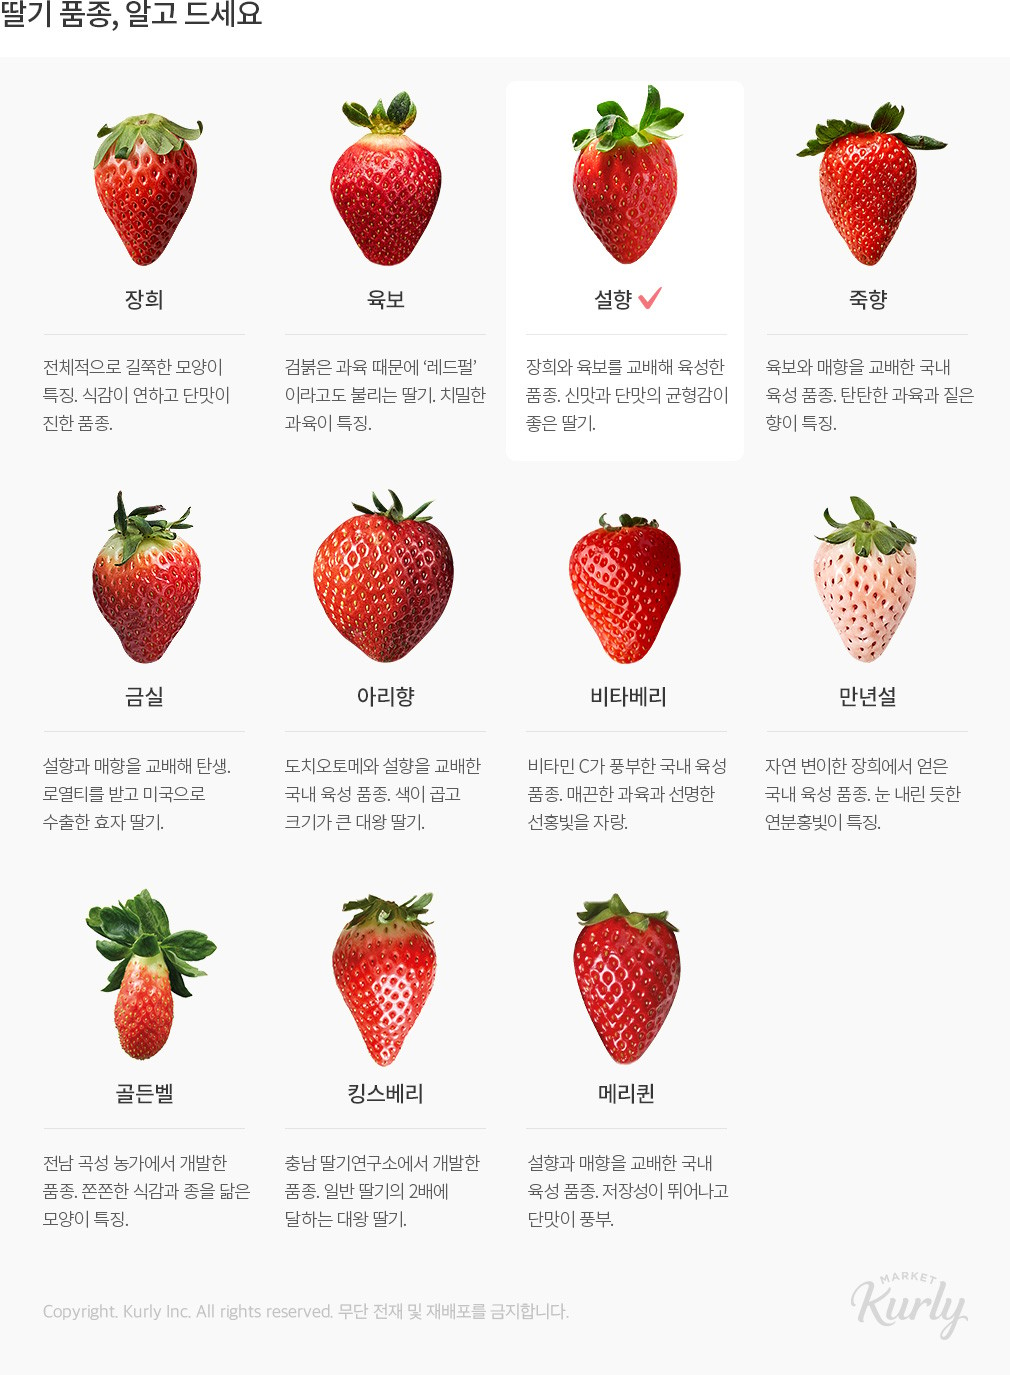 딸기 품종, 알고 드세요
장희
육보
설향
죽향
전체적으로 길쭉한 모양이
특징. 식감이 연하고 단맛이
진한 품종.
검붉은 과육 때문에 ‘레드펄’
이라고도 불리는 딸기. 치밀한
과육이 특징.
장희와 육보를 교배해 육성한
품종. 신맛과 단맛의 균형감이
좋은 딸기.
육보와 매향을 교배한 국내
육성 품종. 탄탄한 과육과 짙은
향이 특징.
금실
아리향
비타베리
만년설
설향과 매향을 교배해 탄생.
로열티를 받고 미국으로
수출한 효자 딸기.
도치오토메와 설향을 교배한
국내 육성 품종. 색이 곱고
크기가 큰 대왕 딸기.
비타민 C가 풍부한 국내 육성
품종. 매끈한 과육과 선명한
선홍빛을 자랑.
자연 변이한 장희에서 얻은
국내 육성 품종. 눈 내린 듯한
연분홍빛이 특징.
골든벨
킹스베리
메리퀸
전남 곡성 농가에서 개발한
품종. 쫀쫀한 식감과 종을 닮은
모양이 특징.
충남 딸기연구소에서 개발한
품종. 일반 딸기의 2배에
달하는 대왕 딸기.
설향과 매향을 교배한 국내
육성 품종. 저장성이 뛰어나고
단맛이 풍부.
Copyright. Kurly Inc. All rights reserved. 무단 전재 및 재배포를 금지합니다.
MARKET
Kurly